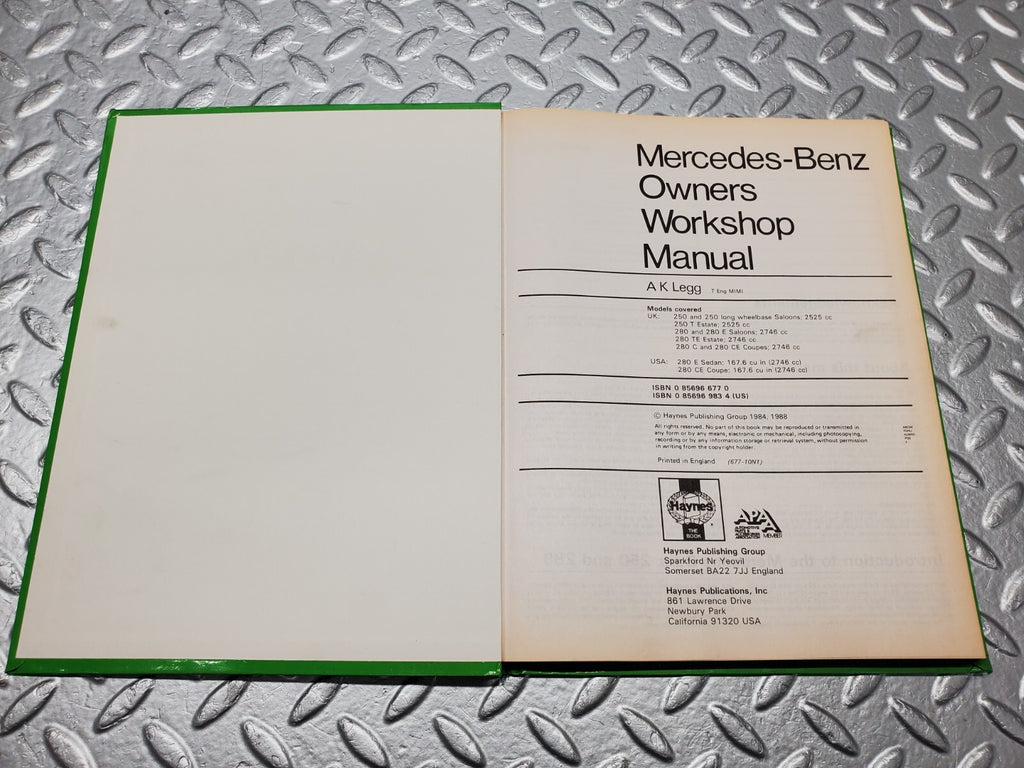 Mercedes-Benz
Owners
Workshop
Manual
A K Legg T Eng MIMI
Models covered
UK: 250 and 250 long wheelbase Saloons; 2525 cc
250 T Estate; 2525 cc
280 and 280 E Saloons; 2746 cc
280 TE Estate; 2746 cc
280 C and 280 CE Coupes; 2746 cc
USA: 280 E Sedan; 167.6 cu in (2746 cc)
280 CE Coupe; 167.6 cu in (2746 cc)
ISBN 0 85696 677 0
ISBN 0 85696 983 4 (US)
© Haynes Publishing Group 1984, 1988
All rights reserved. No part of this book may be reproduced or transmitted in
any form or by any means, electronic or mechanical, including photocopying,
recording or by any information storage or retrieval system, without permission
in writing from the copyright holder.
Printed in England (677-10N1)
Haynes
THE
BOOK
APAA
AUTOMOTIVE
MEMBER
Haynes Publishing Group
Sparkford Nr Yeovil
Somerset BA22 7JJ England
Haynes Publications, Inc
861 Lawrence Drive
Newbury Park
California 91320 USA